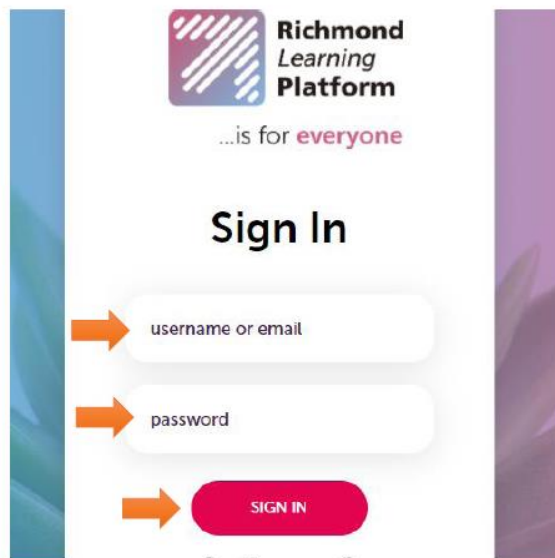 Richmond
Learning
Platform
...is for everyone
Sign In
username or email
password
SIGN IN